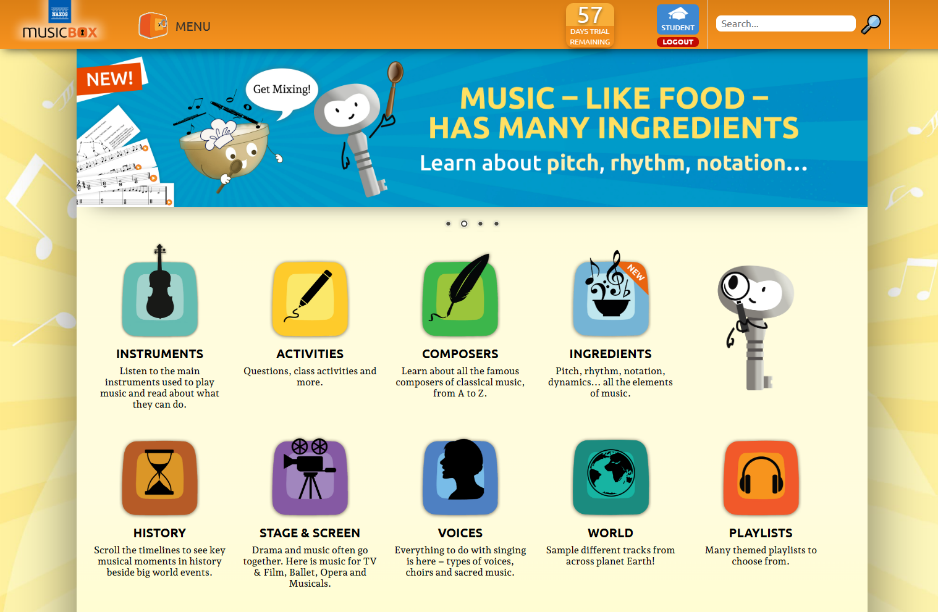 NAXOS
MUSICBOX
MENU
57
DAYS TRIAL
REMAINING
STUDENT
LOGOUT
Search...
NEW!
Get Mixing!
MUSIC – LIKE FOOD –
HAS MANY INGREDIENTS
Learn about pitch, rhythm, notation...
NEW
INSTRUMENTS
Listen to the main
instruments used to play
music and read about what
they can do.
ACTIVITIES
Questions, class activities and
more.
COMPOSERS
Learn about all the famous
composers of classical music,
from A to Z.
INGREDIENTS
Pitch, rhythm, notation,
dynamics... all the elements
of music.
HISTORY
Scroll the timelines to see key
musical moments in history
beside big world events.
STAGE & SCREEN
Drama and music often go
together. Here is music for TV
& Film, Ballet, Opera and
Musicals.
VOICES
Everything to do with singing
is here – types of voices,
choirs and sacred music.
WORLD
Sample different tracks from
across planet Earth!
PLAYLISTS
Many themed playlists to
choose from.